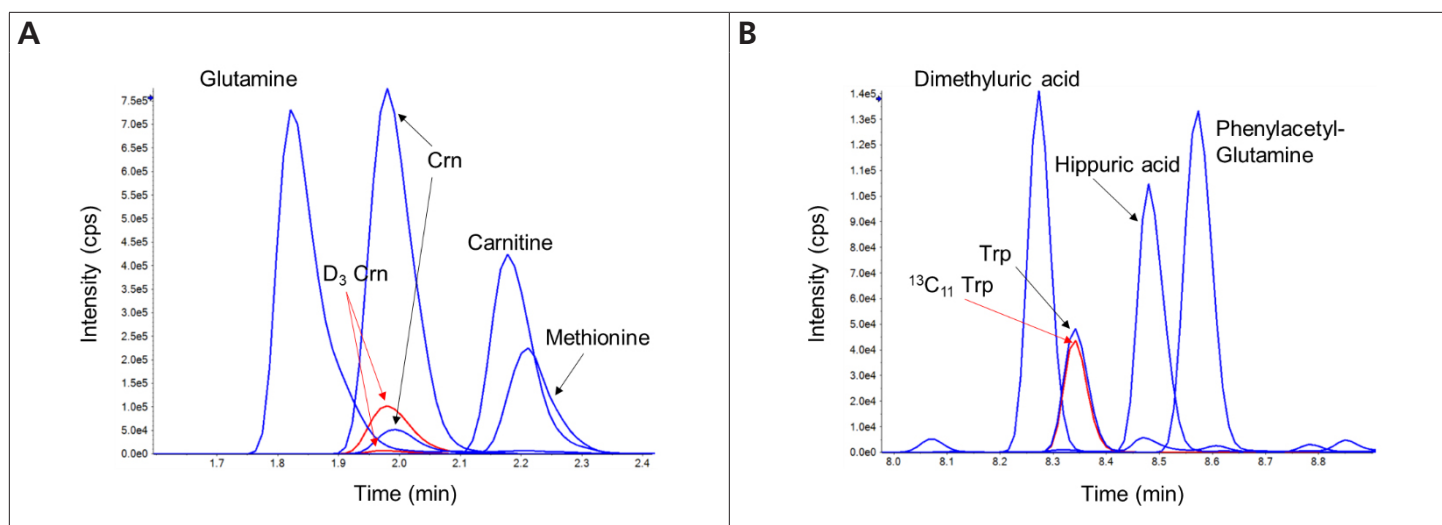 A
Glutamine
7.5e5
7.0e5
6.5e5
6.0e5
5.5e5
5.0e5
4.5e5
4.0e5
3.5e5
3.0e5
2.5e5
2.0e5
1.5e5
1.0e5
5.0e4
0.0e0
Intensity (cps)
Crn
Carnitine
D₃ Crn
Methionine
1.7 1.8 1.9 2.0 2.1 2.2 2.3 2.4
Time (min)
B
Dimethyluric acid
1.4e5
1.3e5
1.2e5
1.1e5
1.0e5
9.0e4
8.0e4
7.0e4
6.0e4
5.0e4
4.0e4
3.0e4
2.0e4
1.0e4
0.0e0
Intensity (cps)
Phenylacetyl-
Glutamine
Hippuric acid
Trp
¹³C₁₁ Trp
8.0 8.1 8.2 8.3 8.4 8.5 8.6 8.7 8.8
Time (min)